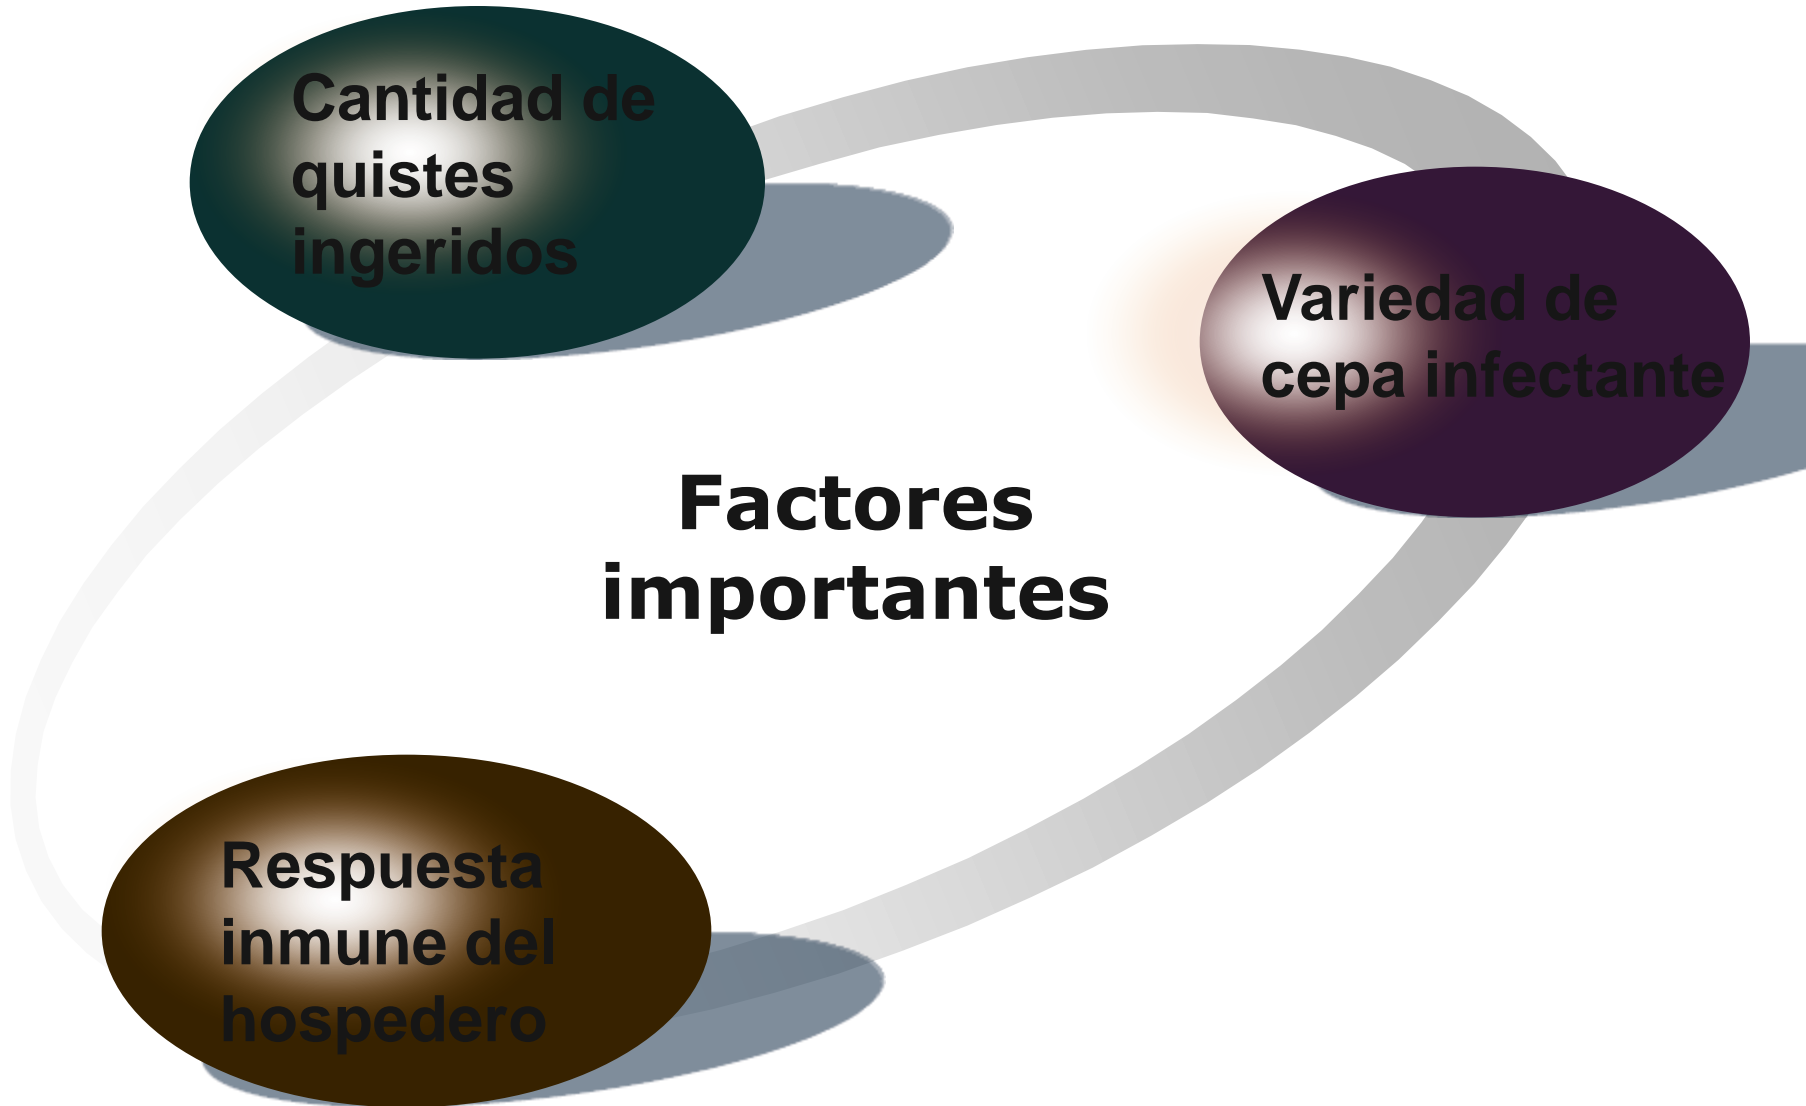 Cantidad de
quistes
ingeridos
Variedad de
cepa infectante
Factores
importantes
Respuesta
inmune del
hospedero